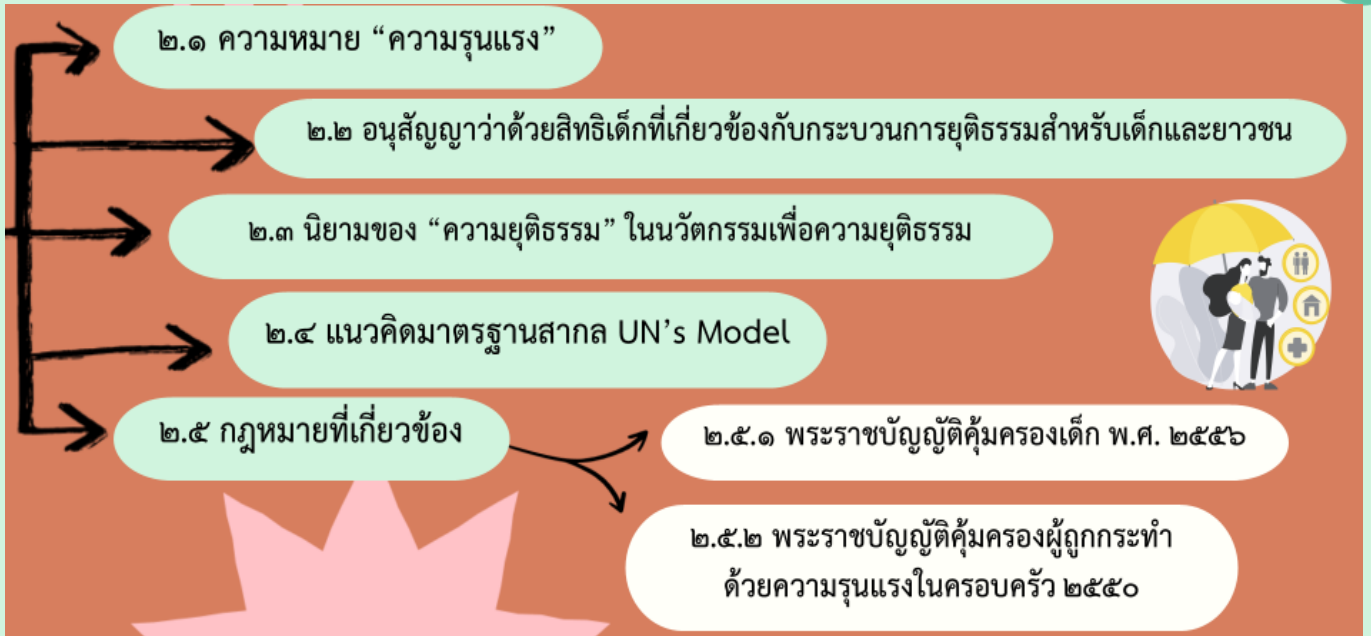 ๒.๑ ความหมาย “ความรุนแรง”
๒.๒ อนุสัญญาว่าด้วยสิทธิเด็กที่เกี่ยวข้องกับกระบวนการยุติธรรมสำหรับเด็กและยาวชน
๒.๓ นิยามของ “ความยุติธรรม” ในนวัตกรรมเพื่อความยุติธรรม
๒.๔ แนวคิดมาตรฐานสากล UN’s Model
๒.๕ กฎหมายที่เกี่ยวข้อง
๒.๕.๑ พระราชบัญญัติคุ้มครองเด็ก พ.ศ. ๒๕๕๖
๒.๕.๒ พระราชบัญญัติคุ้มครองผู้ถูกกระทำ
ด้วยความรุนแรงในครอบครัว ๒๕๕๐